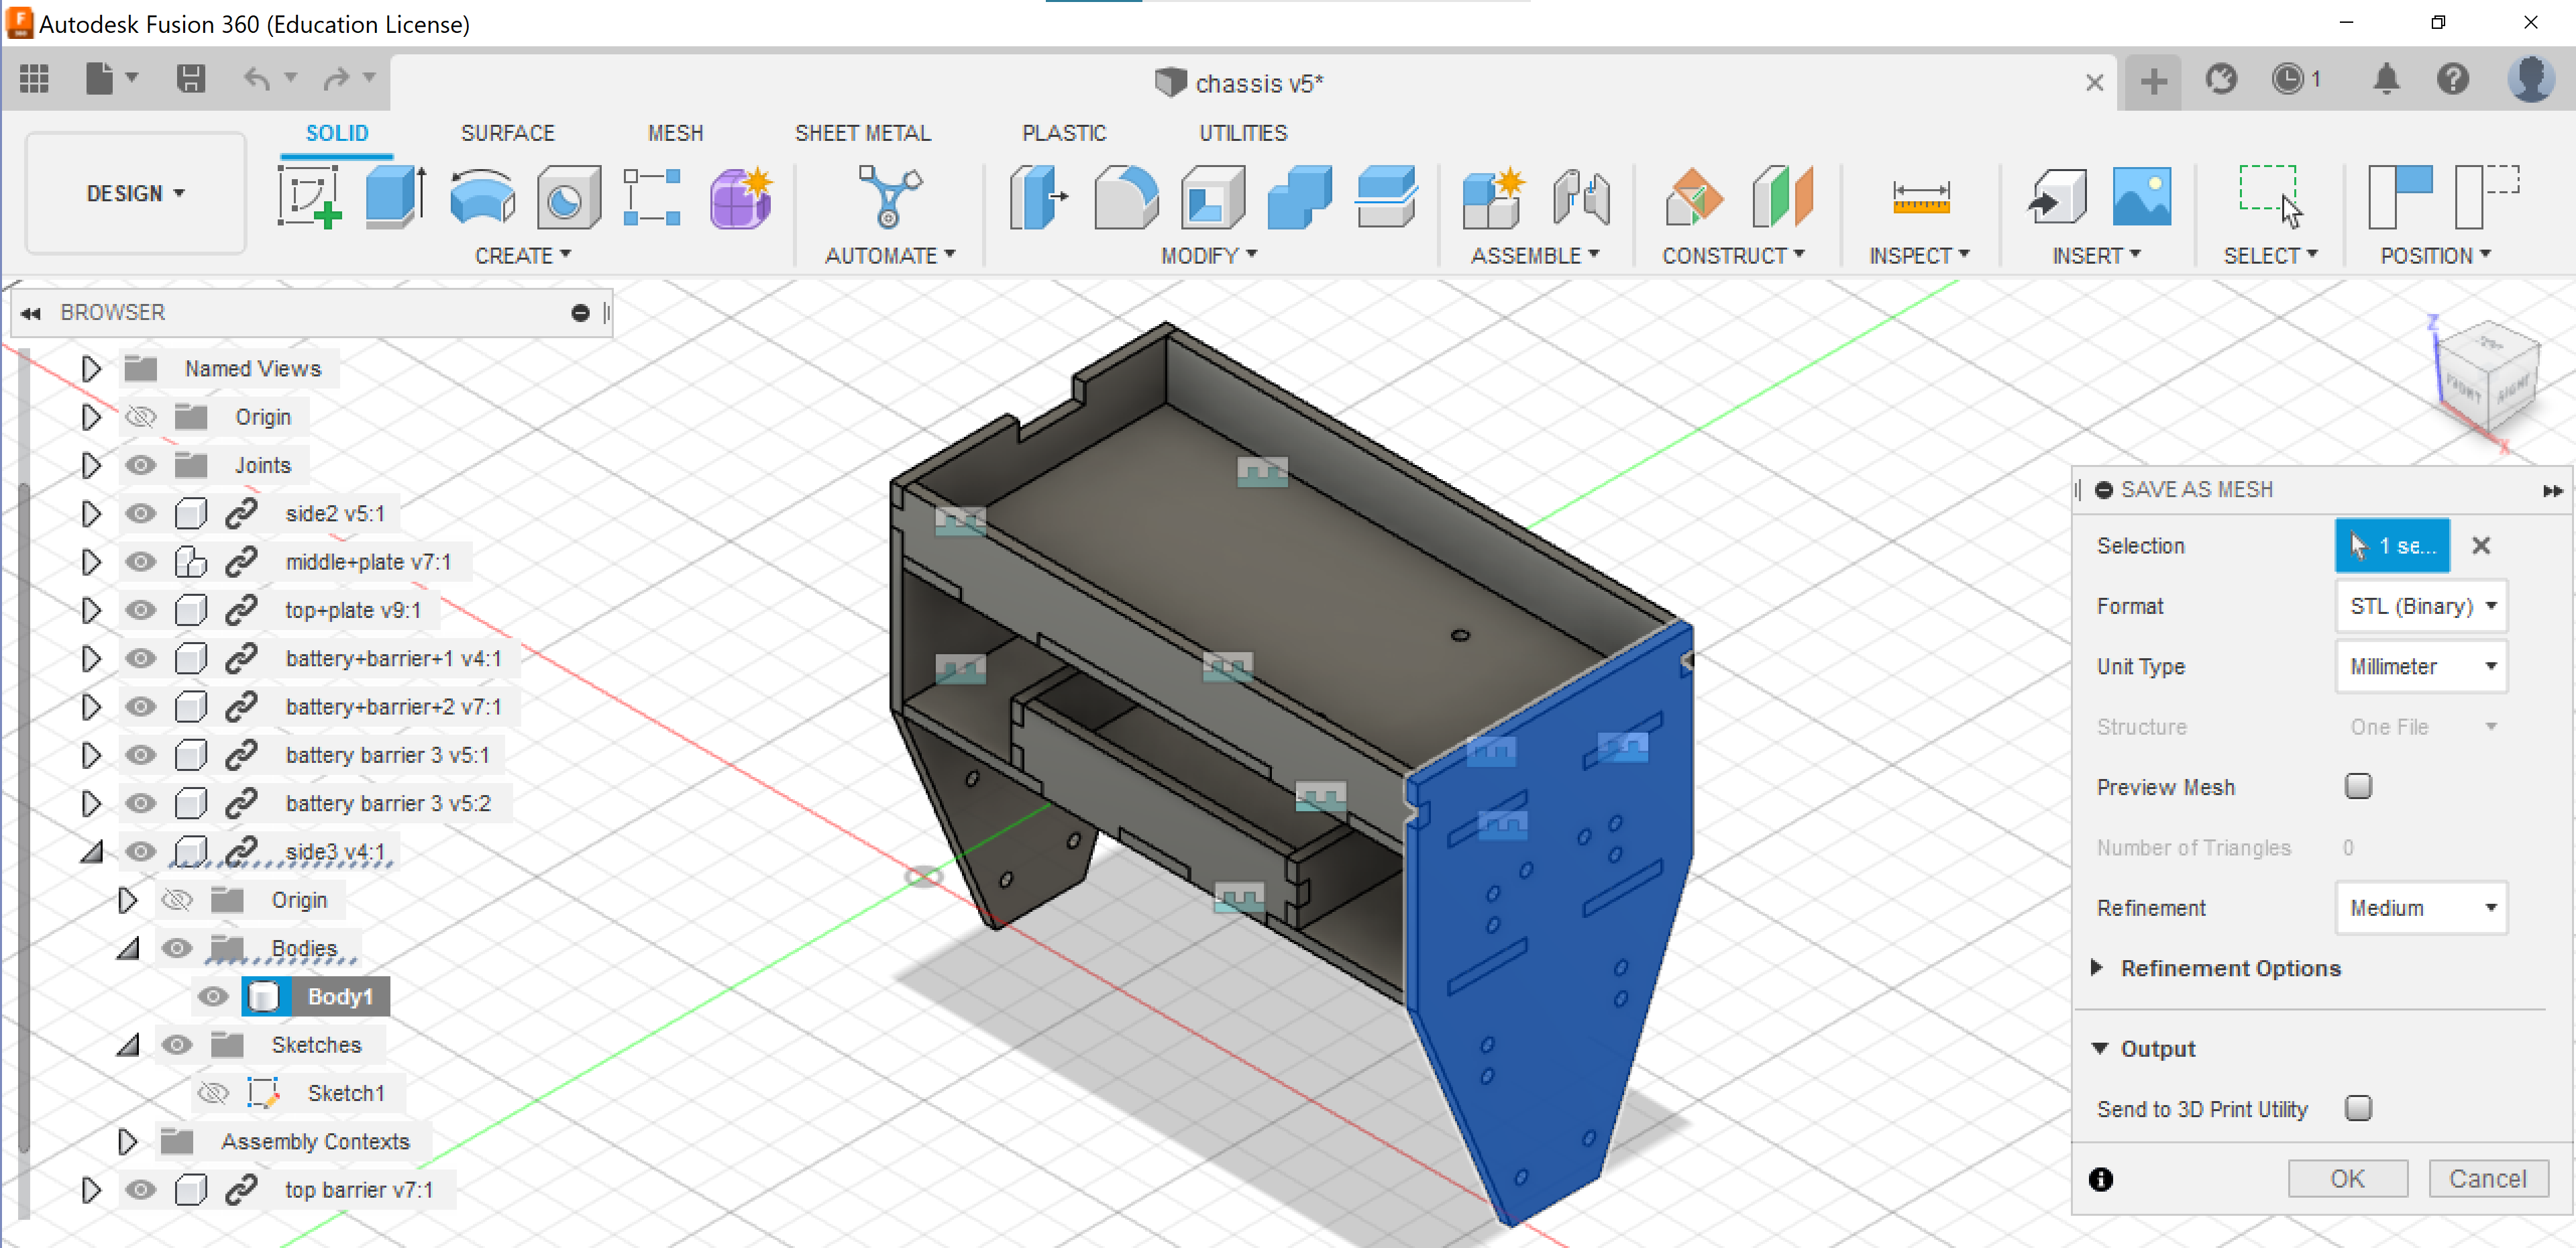 Autodesk Fusion 360 (Education License)
chassis v5*
1
SOLID
SURFACE
MESH
SHEET METAL
PLASTIC
UTILITIES
DESIGN
CREATE
AUTOMATE
MODIFY
ASSEMBLE
CONSTRUCT
INSPECT
INSERT
SELECT
POSITION
BROWSER
Named Views
Origin
Joints
side2 v5:1
middle+plate v7:1
top+plate v9:1
battery+barrier+1 v4:1
battery+barrier+2 v7:1
battery barrier 3 v5:1
battery barrier 3 v5:2
side3 v4:1
Origin
Bodies
Body1
Sketches
Sketch1
Assembly Contexts
top barrier v7:1
Z
TOP
FRONT
RIGHT
X
SAVE AS MESH
Selection
1 se...
Format
STL (Binary)
Unit Type
Millimeter
Structure
One File
Preview Mesh
Number of Triangles
0
Refinement
Medium
Refinement Options
Output
Send to 3D Print Utility
OK
Cancel